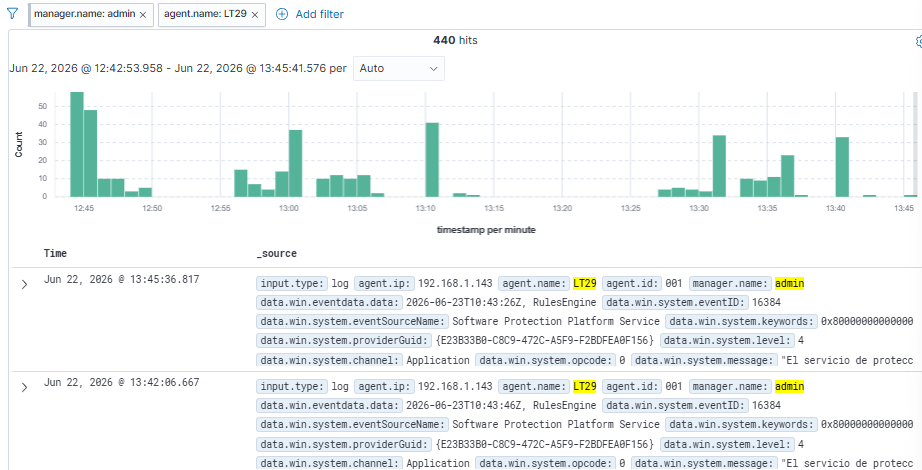 manager.name: admin × agent.name: LT29 × Add filter
440 hits
Jun 22, 2026 @ 12:42:53.958 - Jun 22, 2026 @ 13:45:41.576 per Auto
Count
50
40
30
20
10
0
12:45 12:50 12:55 13:00 13:05 13:10 13:15 13:20 13:25 13:30 13:35 13:40 13:45
timestamp per minute
Time _source
Jun 22, 2026 @ 13:45:36.817 input.type: log agent.ip: 192.168.1.143 agent.name: LT29 agent.id: 001 manager.name: admin
data.win.eventdata.data: 2026-06-23T10:43:26Z, RulesEngine data.win.system.eventID: 16384
data.win.system.eventSourceName: Software Protection Platform Service data.win.system.keywords: 0x80000000000000
data.win.system.providerGuid: {E23B33B0-C8C9-472C-A5F9-F2BDFEA0F156} data.win.system.level: 4
data.win.system.channel: Application data.win.system.opcode: 0 data.win.system.message: "El servicio de protecc
Jun 22, 2026 @ 13:42:06.667 input.type: log agent.ip: 192.168.1.143 agent.name: LT29 agent.id: 001 manager.name: admin
data.win.eventdata.data: 2026-06-23T10:43:46Z, RulesEngine data.win.system.eventID: 16384
data.win.system.eventSourceName: Software Protection Platform Service data.win.system.keywords: 0x80000000000000
data.win.system.providerGuid: {E23B33B0-C8C9-472C-A5F9-F2BDFEA0F156} data.win.system.level: 4
data.win.system.channel: Application data.win.system.opcode: 0 data.win.system.message: "El servicio de protecc